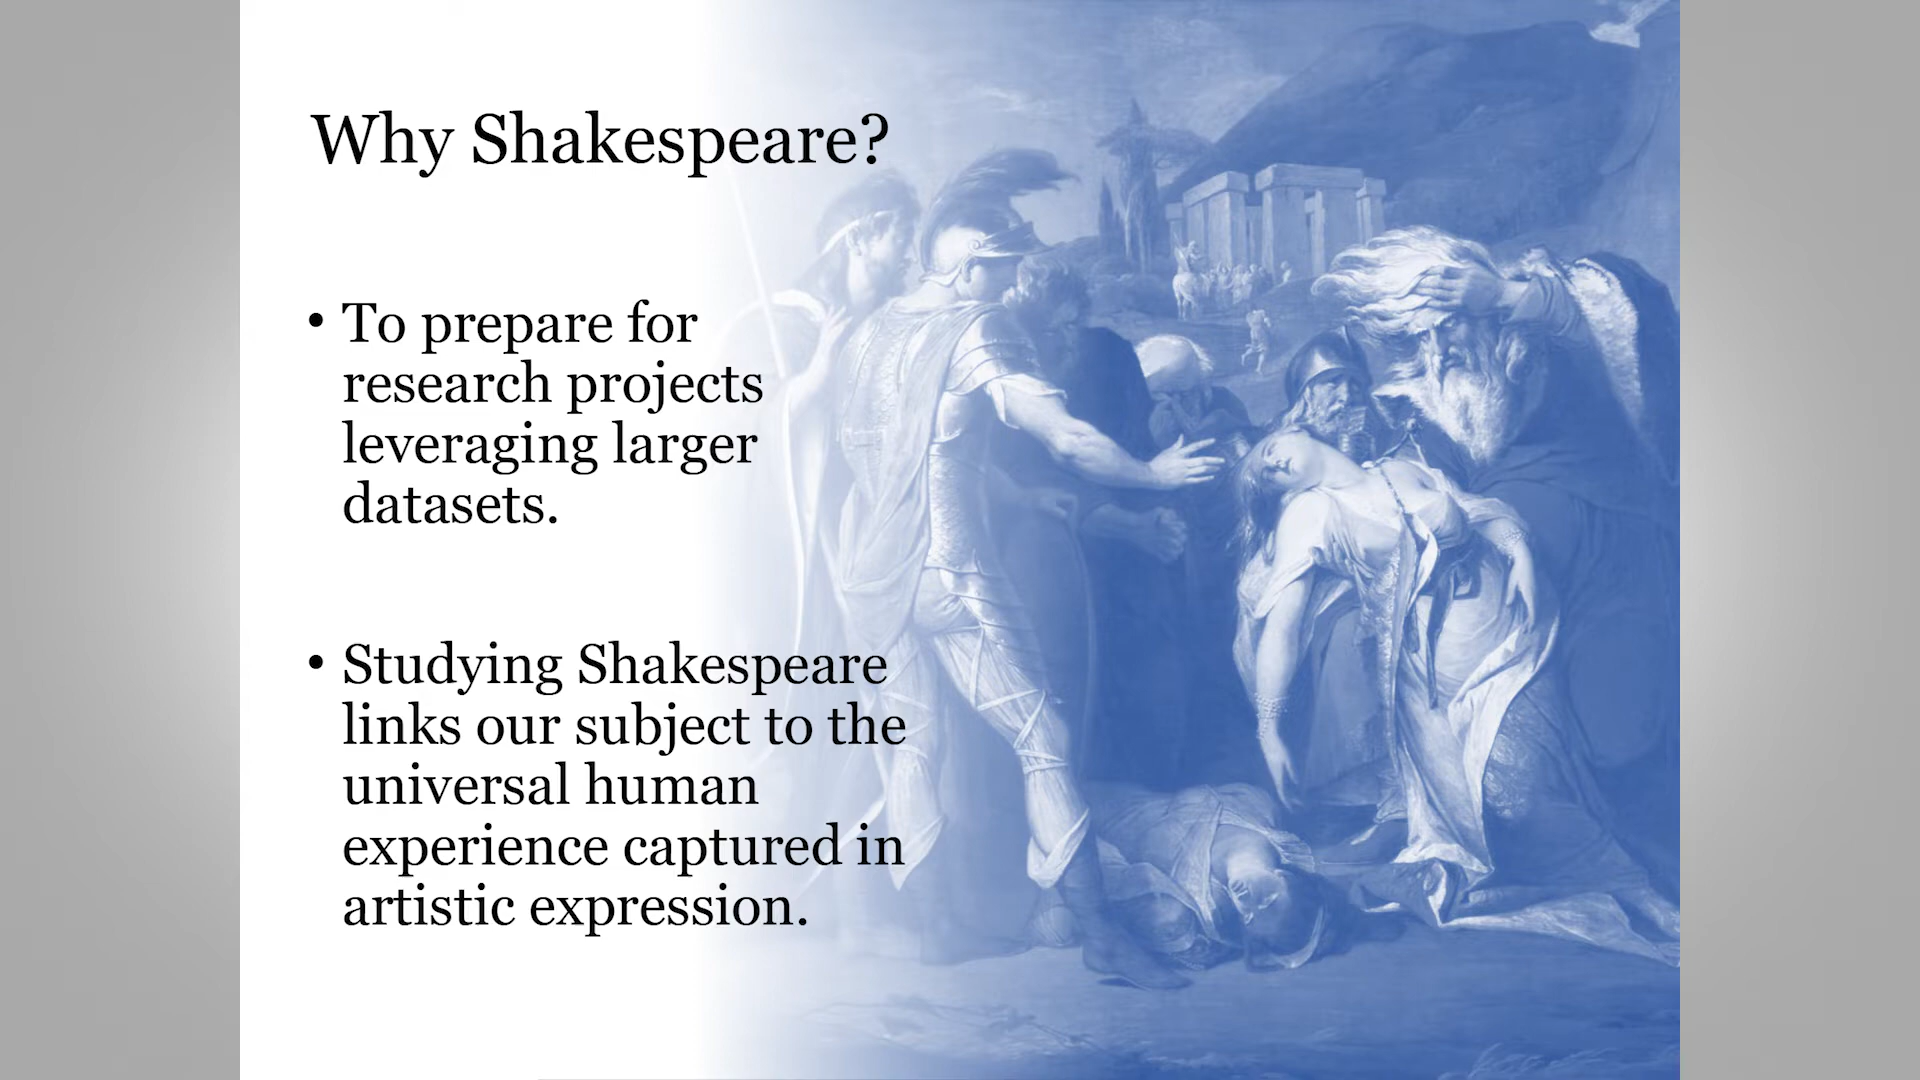 Why Shakespeare?
• To prepare for
research projects
leveraging larger
datasets.
• Studying Shakespeare
links our subject to the
universal human
experience captured in
artistic expression.